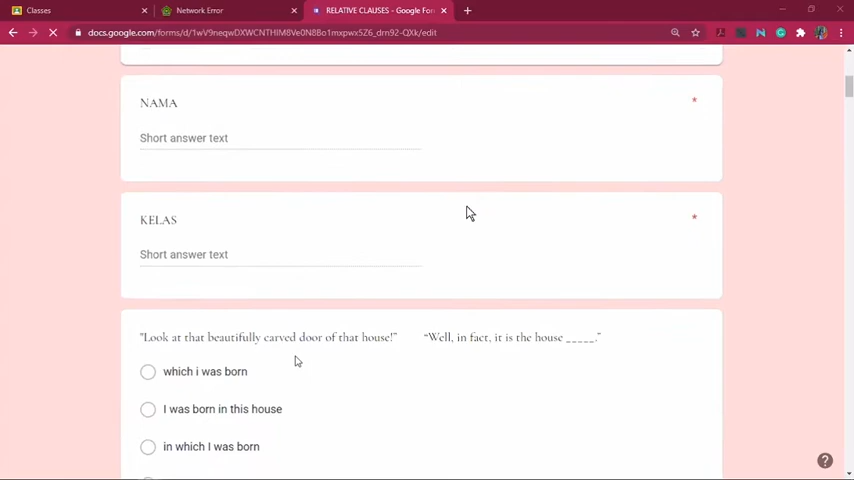 Classes
Network Error
RELATIVE CLAUSES - Google For
docs.google.com/forms/d/1wV9neqwDXWCNTHIM8Ve0N8Bo1mxpwx5Z6_drn92-QXk/edit
NAMA *
Short answer text
KELAS *
Short answer text
"Look at that beautifully carved door of that house!" “Well, in fact, it is the house _____.”
which i was born
I was born in this house
in which I was born